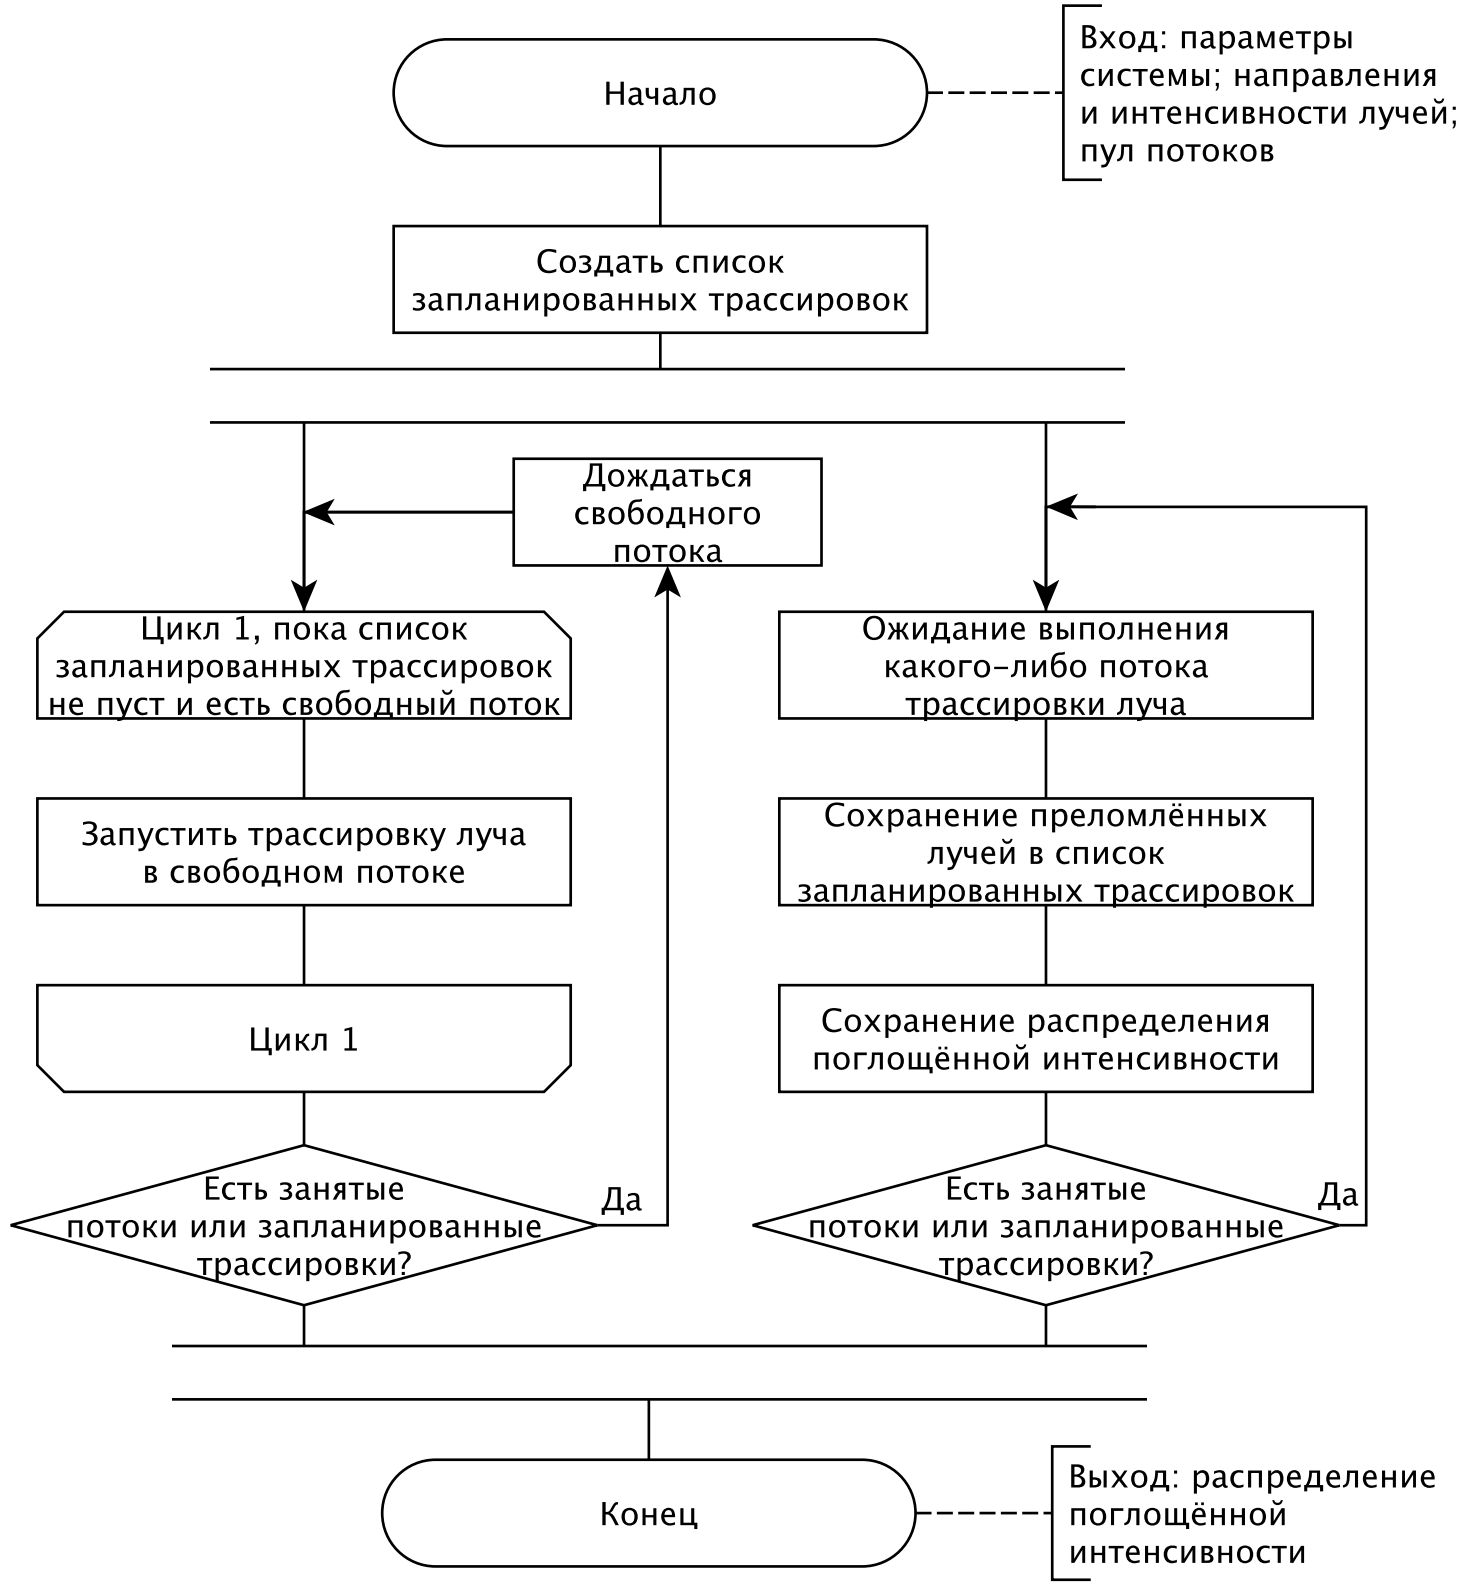 Начало
Вход: параметры
системы; направления
и интенсивности лучей;
пул потоков
Создать список
запланированных трассировок
Дождаться
свободного
потока
Цикл 1, пока список
запланированных трассировок
не пуст и есть свободный поток
Запустить трассировку луча
в свободном потоке
Цикл 1
Есть занятые
потоки или запланированные
трассировки?
Да
Ожидание выполнения
какого-либо потока
трассировки луча
Сохранение преломлённых
лучей в список
запланированных трассировок
Сохранение распределения
поглощённой интенсивности
Есть занятые
потоки или запланированные
трассировки?
Да
Конец
Выход: распределение
поглощённой
интенсивности